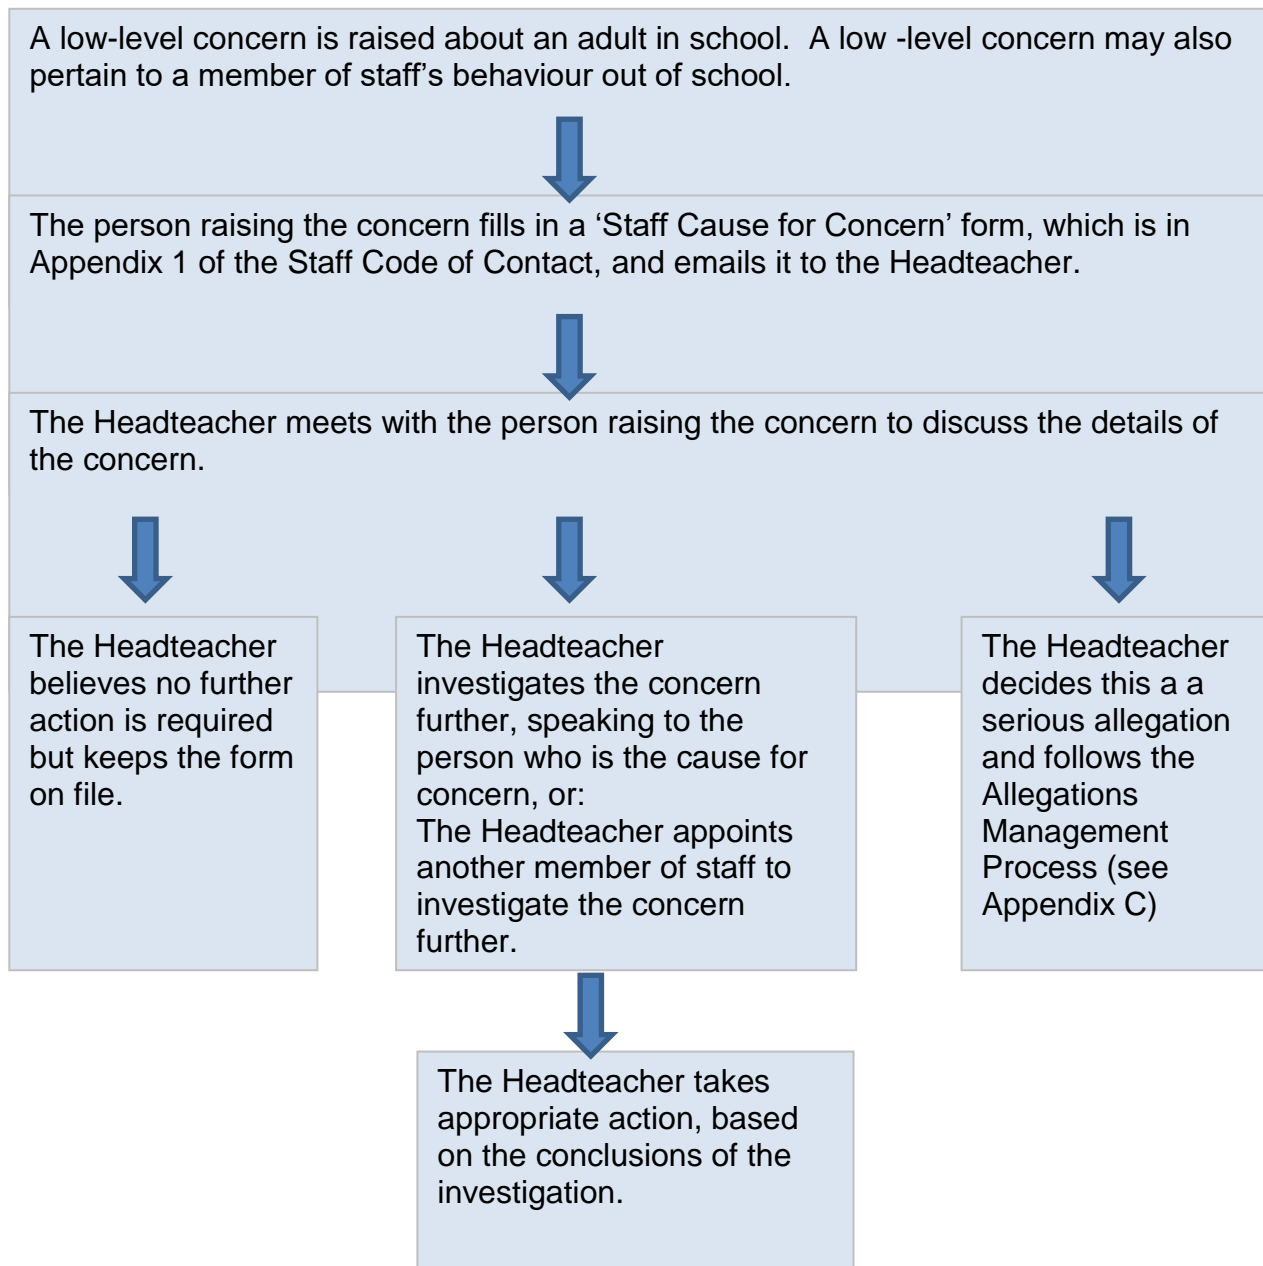 A low-level concern is raised about an adult in school.  A low -level concern may also
pertain to a member of staff’s behaviour out of school.
The person raising the concern fills in a ‘Staff Cause for Concern’ form, which is in
Appendix 1 of the Staff Code of Contact, and emails it to the Headteacher.
The Headteacher meets with the person raising the concern to discuss the details of
the concern.
The Headteacher
believes no further
action is required
but keeps the form
on file.
The Headteacher
investigates the concern
further, speaking to the
person who is the cause for
concern, or:
The Headteacher appoints
another member of staff to
investigate the concern
further.
The Headteacher
decides this a a
serious allegation
and follows the
Allegations
Management
Process (see
Appendix C)
The Headteacher takes
appropriate action, based
on the conclusions of the
investigation.